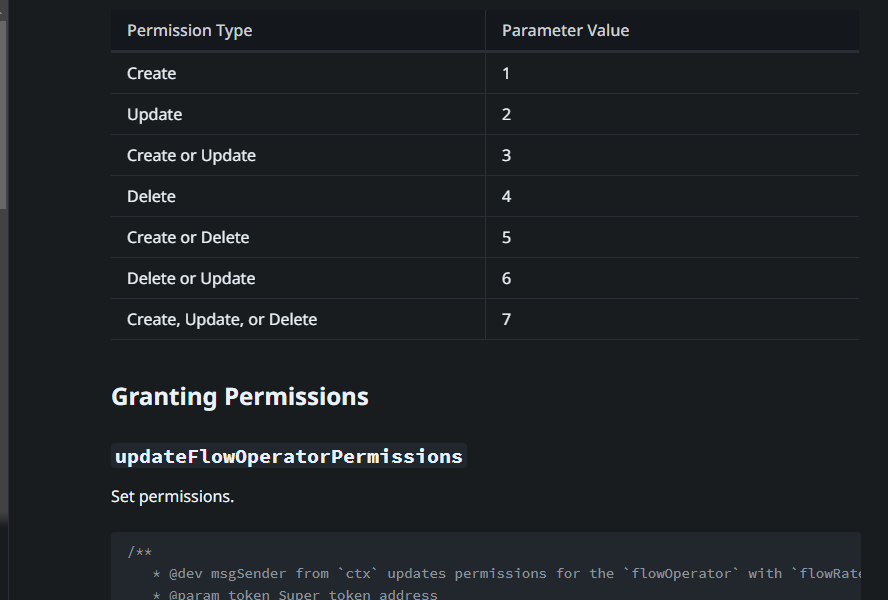 Permission Type Parameter Value
Create 1
Update 2
Create or Update 3
Delete 4
Create or Delete 5
Delete or Update 6
Create, Update, or Delete 7
Granting Permissions
updateFlowOperatorPermissions
Set permissions.
/**
* @dev msgSender from `ctx` updates permissions for the `flowOperator` with `flowRate
* @param token Super token address